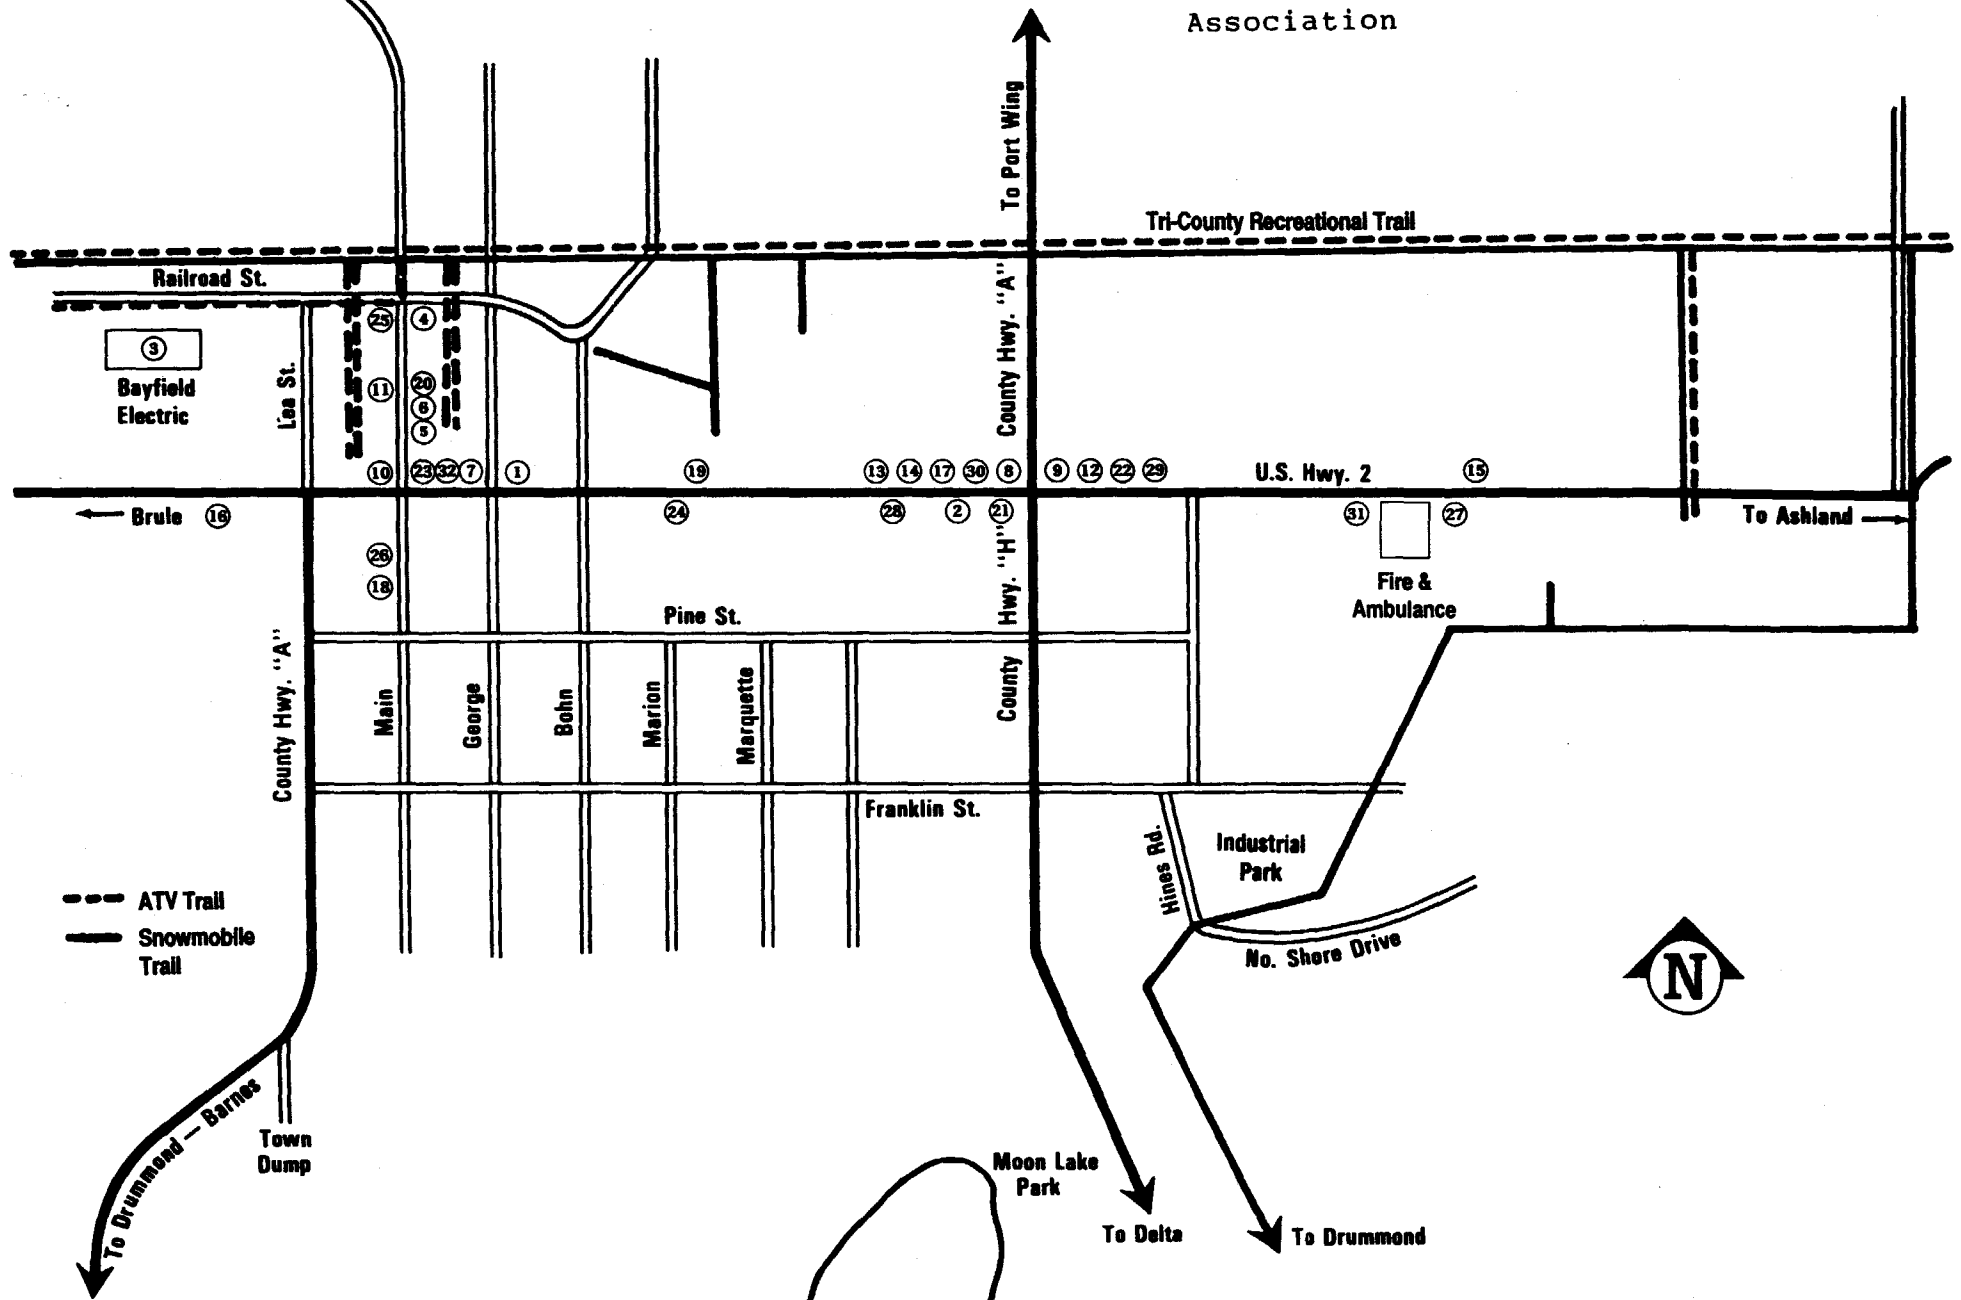 Association
To Port Wing
Tri-County Recreational Trail
Railroad St.
25
4
3
Bayfield
Electric
Lea St.
11
20
6
5
County Hwy. "A"
10
23
32
7
1
19
13
14
17
30
8
9
12
22
29
U.S. Hwy. 2
15
Brule
16
24
28
2
21
31
27
To Ashland
26
18
Fire &
Ambulance
County Hwy. "H"
Pine St.
County Hwy. "A"
Main
George
Bohn
Marion
Marquette
Franklin St.
Hines Rd.
Industrial
Park
ATV Trail
Snowmobile
Trail
No. Shore Drive
N
To Drummond — Barnes
Town
Dump
Moon Lake
Park
To Delta
To Drummond